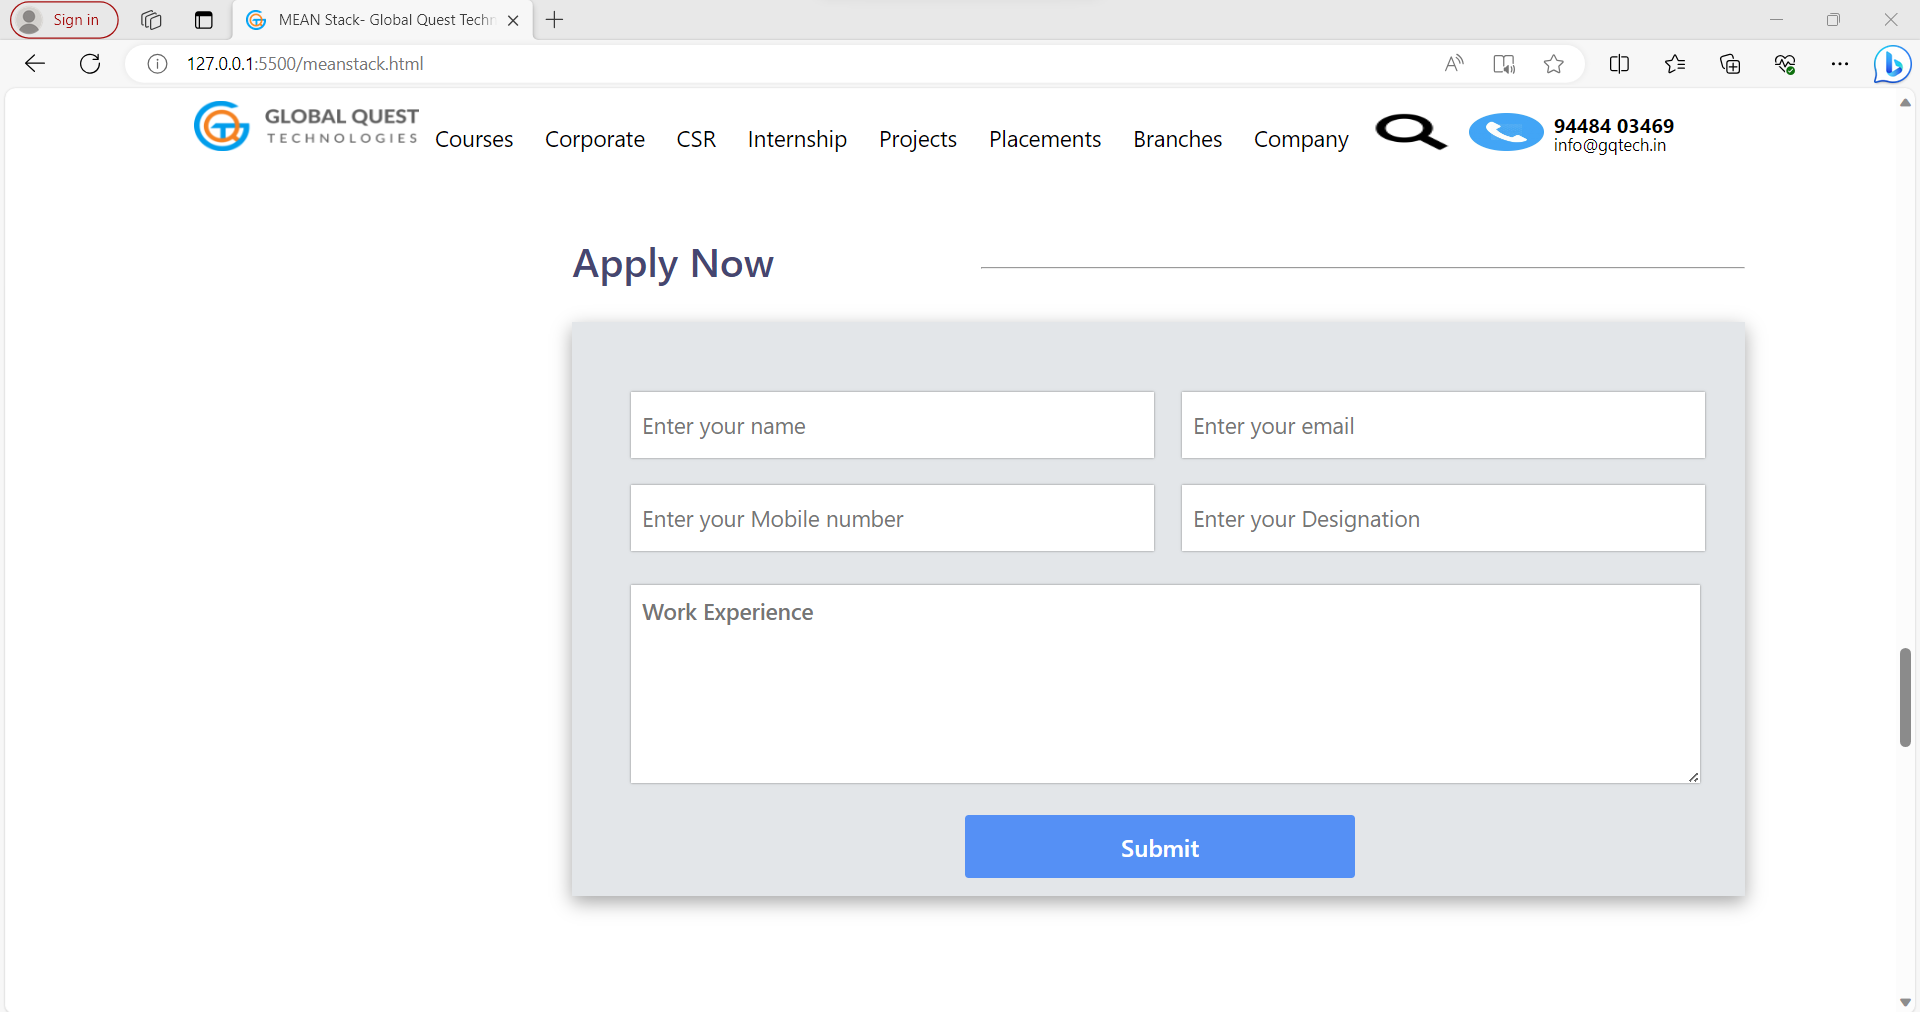 Sign in
MEAN Stack- Global Quest Techn
127.0.0.1:5500/meanstack.html
GLOBAL QUEST
TECHNOLOGIES
Courses Corporate CSR Internship Projects Placements Branches Company
94484 03469
info@gqtech.in
Apply Now
Enter your name Enter your email
Enter your Mobile number Enter your Designation
Work Experience
Submit